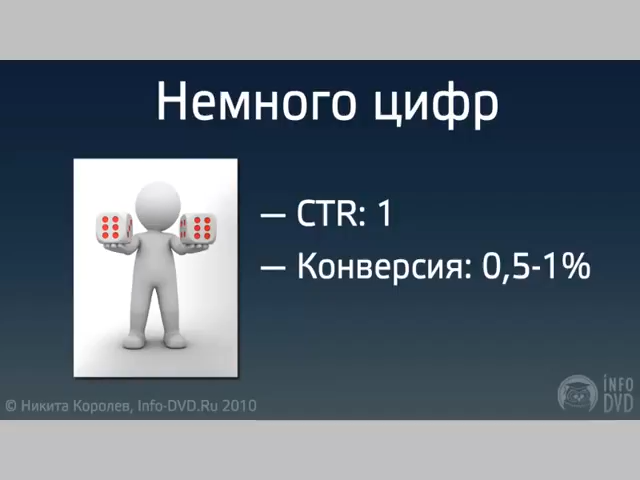 Немного цифр
— CTR: 1
— Конверсия: 0,5-1%
© Никита Королев, Info-DVD.Ru 2010
INFO
DVD